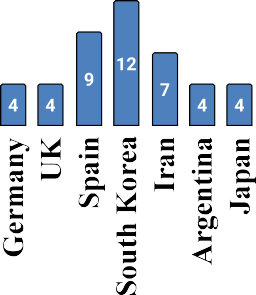 4
4
9
12
7
4
4
Germany
UK
Spain
South Korea
Iran
Argentina
Japan